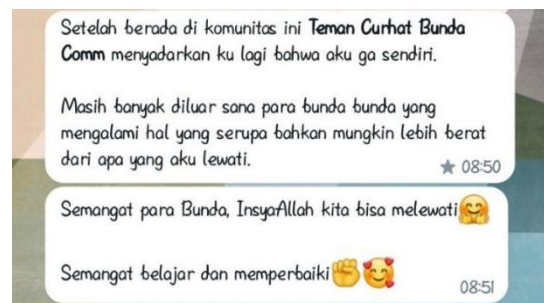 Setelah berada di komunitas ini Teman Curhat Bunda
Comm menyadarkan ku lagi bahwa aku ga sendiri.
Masih banyak diluar sana para bunda bunda yang
mengalami hal yang serupa bahkan mungkin lebih berat
dari apa yang aku lewati.
★ 08:50
Semangat para Bunda, InsyaAllah kita bisa melewati🤗
Semangat belajar dan memperbaiki✊🥰
08:51